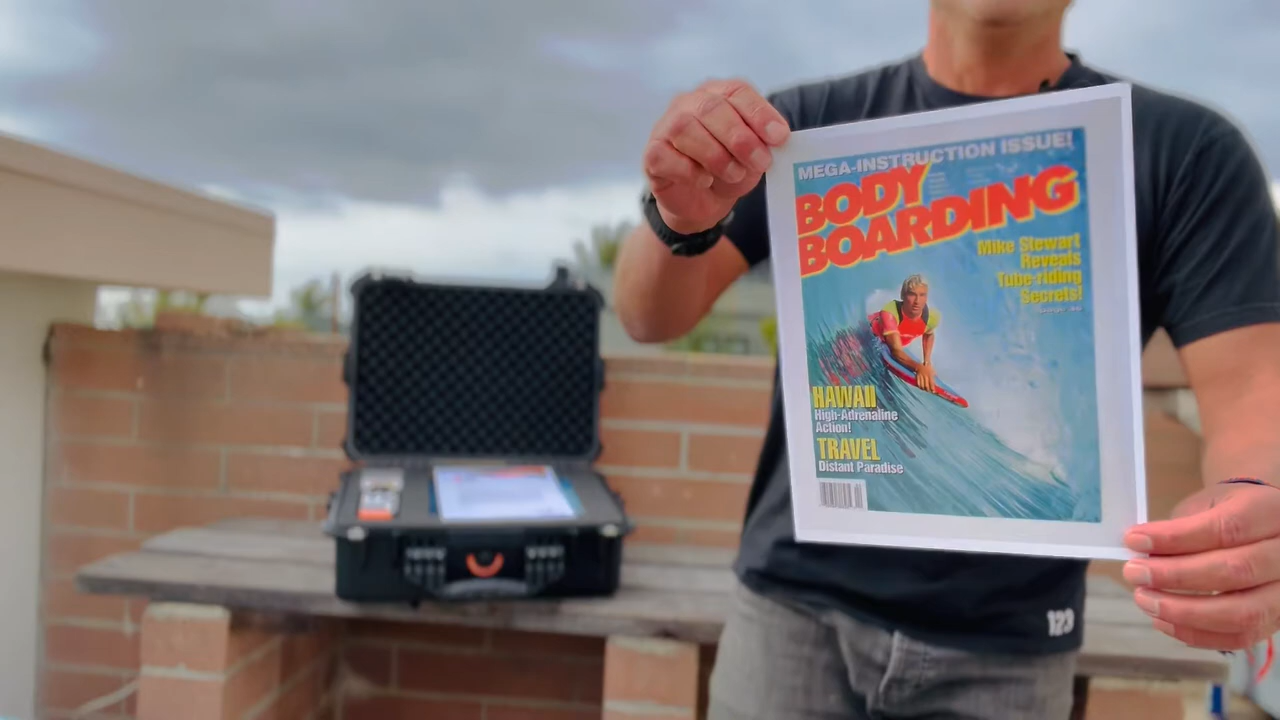 MEGA-INSTRUCTION ISSUE!
BODY
BOARDING
Mike Stewart
Reveals
Tube-riding
Secrets!
HAWAII
High-Adrenaline
Action!
TRAVEL
Distant Paradise
123